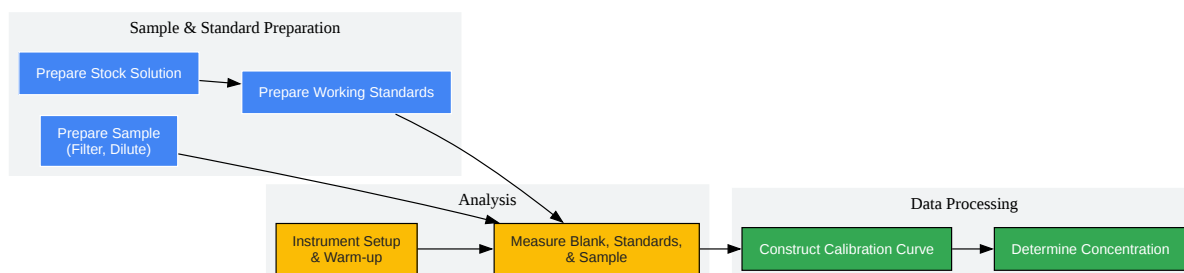 Sample & Standard Preparation
Prepare Stock Solution
Prepare Working Standards
Prepare Sample
(Filter, Dilute)
Analysis
Instrument Setup
& Warm-up
Measure Blank, Standards,
& Sample
Data Processing
Construct Calibration Curve
Determine Concentration